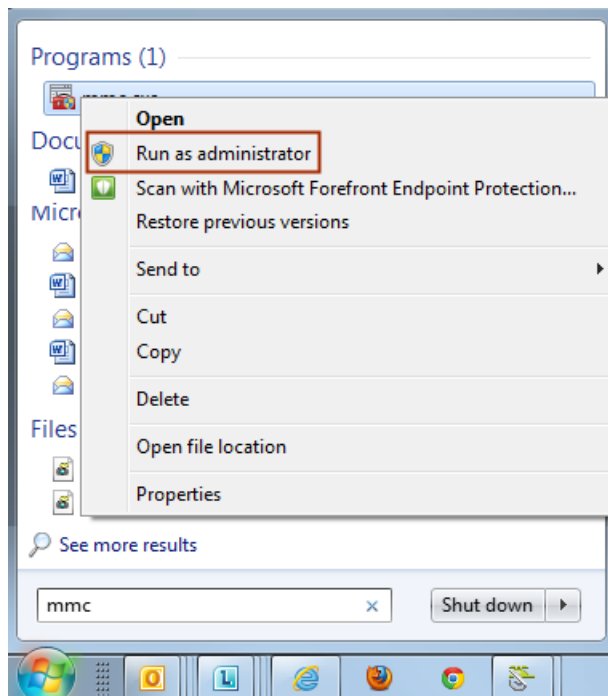 Programs (1)
Open
Run as administrator
Scan with Microsoft Forefront Endpoint Protection...
Restore previous versions
Send to
Cut
Copy
Delete
Files
Open file location
Properties
See more results
mmc
Shut down